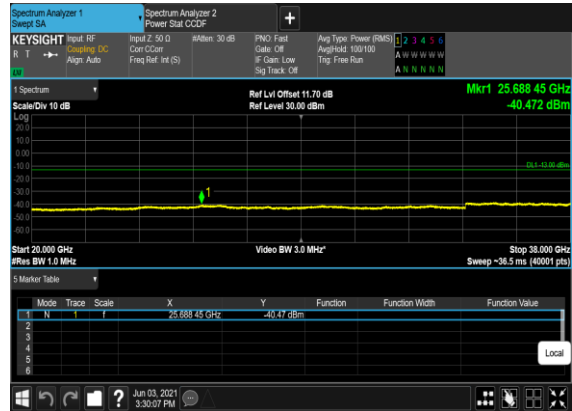 Spectrum Analyzer 1
Swept SA
Spectrum Analyzer 2
Power Stat CCDF
KEYSIGHT
R T
Input: RF
Coupling: DC
Align: Auto
Input Z: 50 Ω
Corr CCorr
Freq Ref: Int (S)
#Atten: 30 dB
PNO: Fast
Gate: Off
IF Gain: Low
Sig Track: Off
Avg Type: Power (RMS)
Avg|Hold: 100/100
Trig: Free Run
1 2 3 4 5 6
A W W W W W
A N N N N N
1 Spectrum
Scale/Div 10 dB
Ref Lvl Offset 11.70 dB
Ref Level 30.00 dBm
Mkr1 25.688 45 GHz
-40.472 dBm
Log
20.0
10.0
0.00
-10.0
-20.0
-30.0
-40.0
-50.0
-60.0
DL1 -13.00 dBm
1
Start 20.000 GHz
#Res BW 1.0 MHz
Video BW 3.0 MHz*
Stop 38.000 GHz
Sweep ~36.5 ms (40001 pts)
5 Marker Table
Mode Trace Scale X Y Function Function Width Function Value
1 N 1 f 25.688 45 GHz -40.47 dBm
2
3
4
5
6
Local
?
Jun 03, 2021
3:30:07 PM